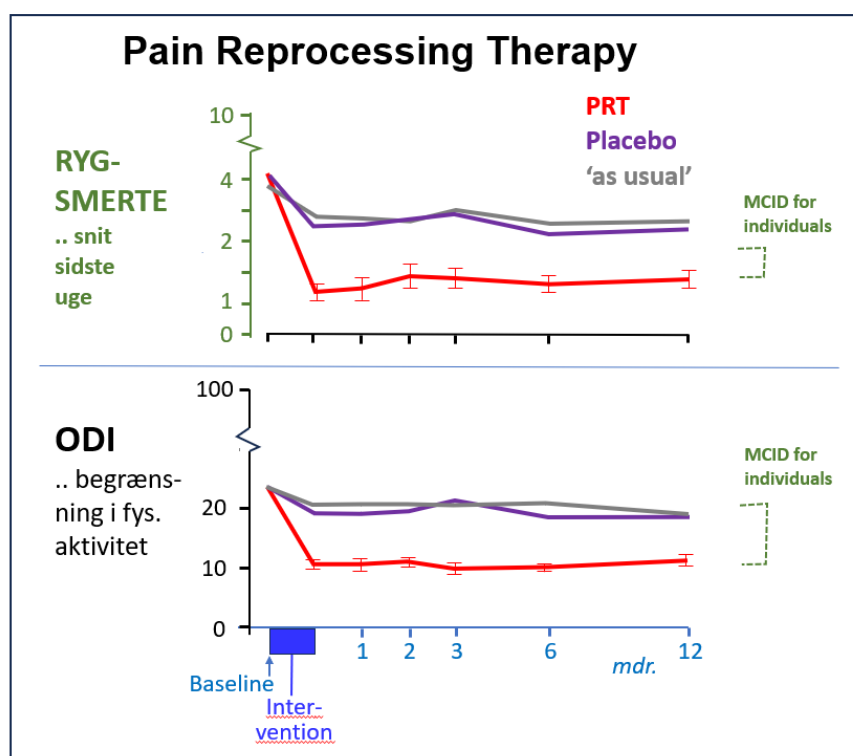 Pain Reprocessing Therapy
10
PRT
Placebo
'as usual'
RYG-
SMERTE
.. snit
sidste
uge
4
2
1
0
MCID for
individuals
100
ODI
.. begræns-
ning i fys.
aktivitet
20
10
0
MCID for
individuals
1 2 3 6 12
mdr.
Baseline
Inter-
vention